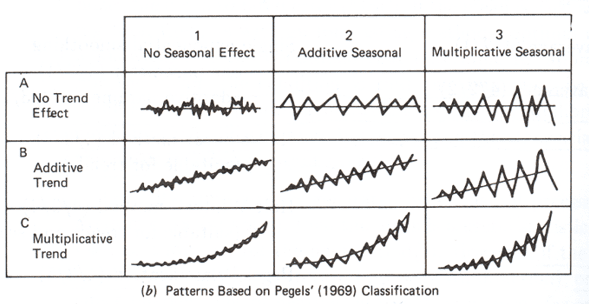 1
No Seasonal Effect
2
Additive Seasonal
3
Multiplicative Seasonal
A
No Trend
Effect
B
Additive
Trend
C
Multiplicative
Trend
(b) Patterns Based on Pegels' (1969) Classification